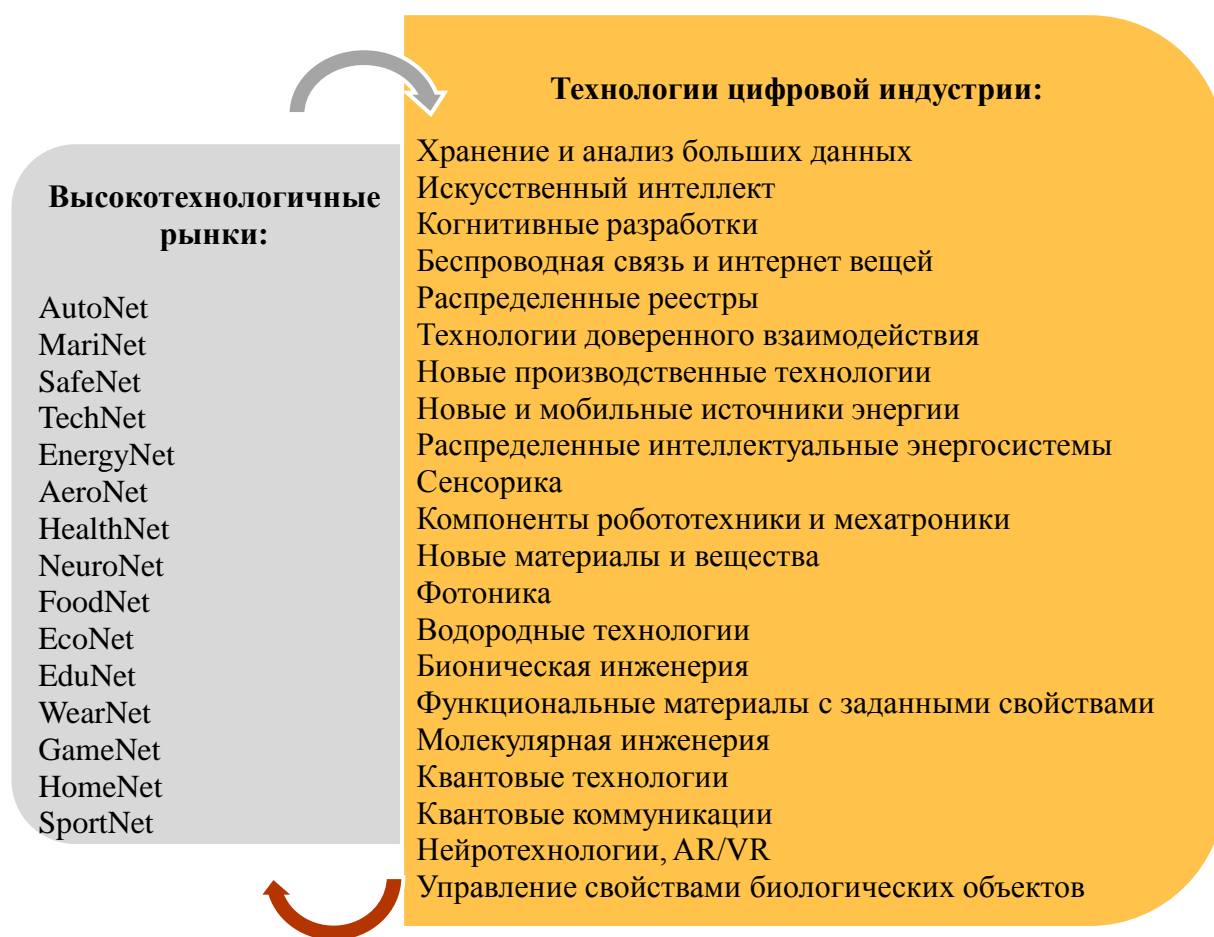 Высокотехнологичные
рынки:
AutoNet
MariNet
SafeNet
TechNet
EnergyNet
AeroNet
HealthNet
NeuroNet
FoodNet
EcoNet
EduNet
WearNet
GameNet
HomeNet
SportNet
Технологии цифровой индустрии:
Хранение и анализ больших данных
Искусственный интеллект
Когнитивные разработки
Беспроводная связь и интернет вещей
Распределенные реестры
Технологии доверенного взаимодействия
Новые производственные технологии
Новые и мобильные источники энергии
Распределенные интеллектуальные энергосистемы
Сенсорика
Компоненты робототехники и мехатроники
Новые материалы и вещества
Фотоника
Водородные технологии
Бионическая инженерия
Функциональные материалы с заданными свойствами
Молекулярная инженерия
Квантовые технологии
Квантовые коммуникации
Нейротехнологии, AR/VR
Управление свойствами биологических объектов